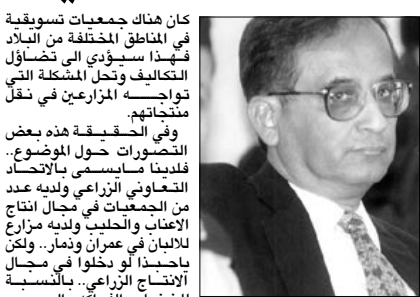 كان هناك جمعيات تسويقية
في المناطق المختلفة من البلاد
فهذا سيؤدي الى تضاؤل
التكاليف وتحل المشكلة التي
تواجه المزارعين في نقل
منتجاتهم.
وفي الحقيقة هذه بعض
التصورات حول الموضوع..
فلدينا مايسمى بالاتحاد
التعاوني الزراعي ولديه عدد
من الجمعيات في مجال انتاج
الاعناب والحليب ولديه مزارع
للالبان في عمران وذمار.. ولكن
ياحبذا لو دخلوا في مجال
الانتاج الزراعي.. بالنسبة